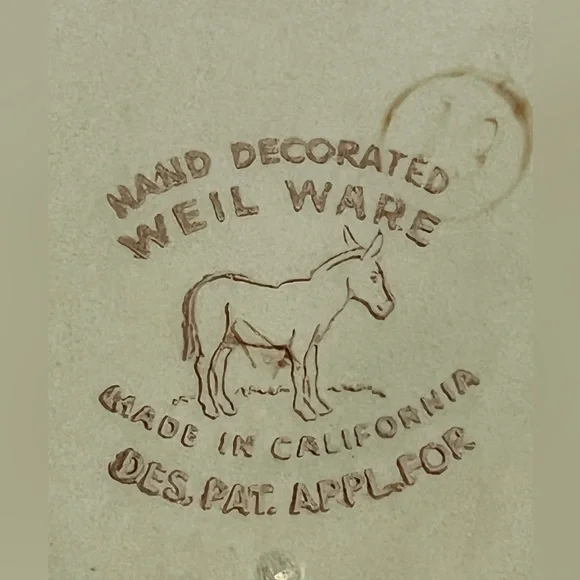 HAND DECORATED
WEIL WARE
MADE IN CALIFORNIA
DES. PAT. APPL. FOR